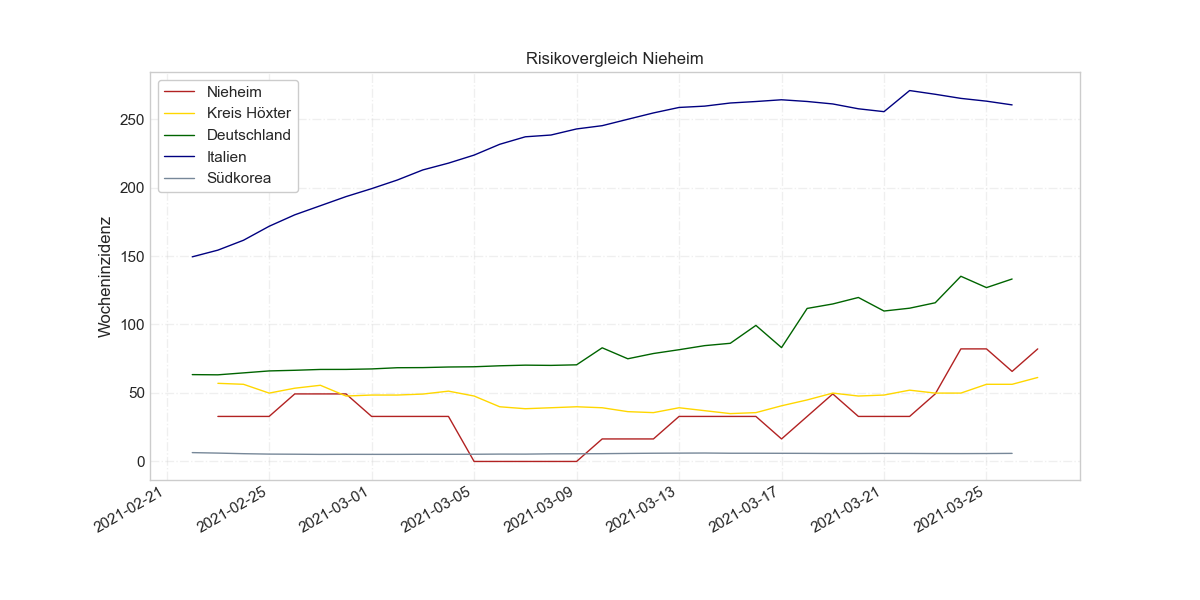 Risikovergleich Nieheim
Nieheim
Kreis Höxter
Deutschland
Italien
Südkorea
Wocheninzidenz
250
200
150
100
50
0
2021-02-21
2021-02-25
2021-03-01
2021-03-05
2021-03-09
2021-03-13
2021-03-17
2021-03-21
2021-03-25